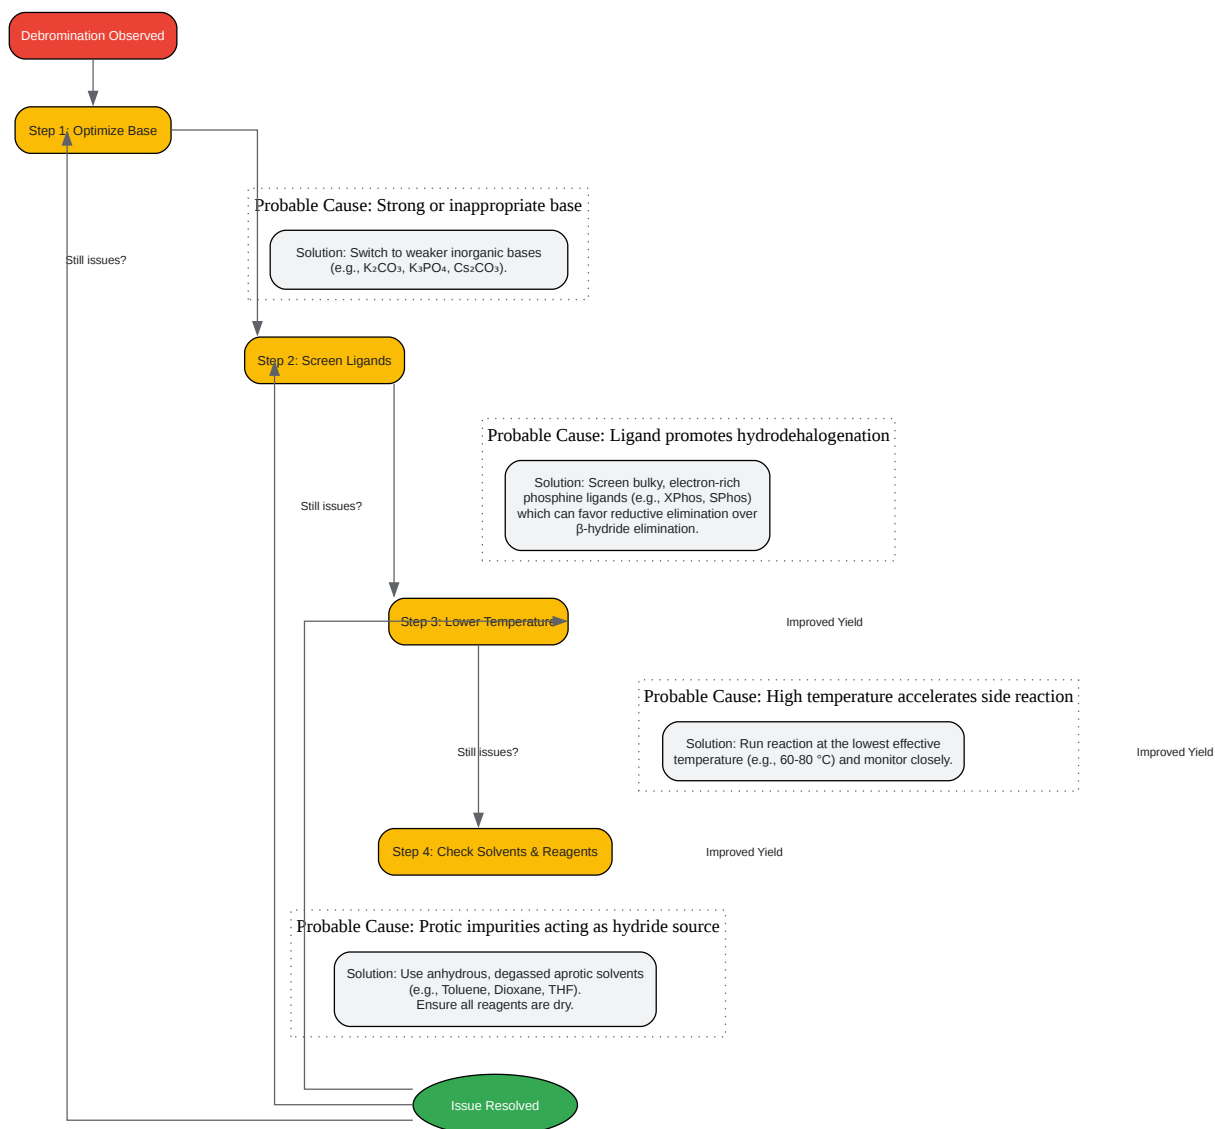 Debromination Observed
Step 1: Optimize Base
Probable Cause: Strong or inappropriate base
Solution: Switch to weaker inorganic bases
(e.g., K₂CO₃, K₃PO₄, Cs₂CO₃).
Still issues?
Step 2: Screen Ligands
Probable Cause: Ligand promotes hydrodehalogenation
Solution: Screen bulky, electron-rich
phosphine ligands (e.g., XPhos, SPhos)
which can favor reductive elimination over
β-hydride elimination.
Still issues?
Step 3: Lower Temperature
Improved Yield
Probable Cause: High temperature accelerates side reaction
Solution: Run reaction at the lowest effective
temperature (e.g., 60-80 °C) and monitor closely.
Still issues?
Improved Yield
Step 4: Check Solvents & Reagents
Improved Yield
Probable Cause: Protic impurities acting as hydride source
Solution: Use anhydrous, degassed aprotic solvents
(e.g., Toluene, Dioxane, THF).
Ensure all reagents are dry.
Issue Resolved